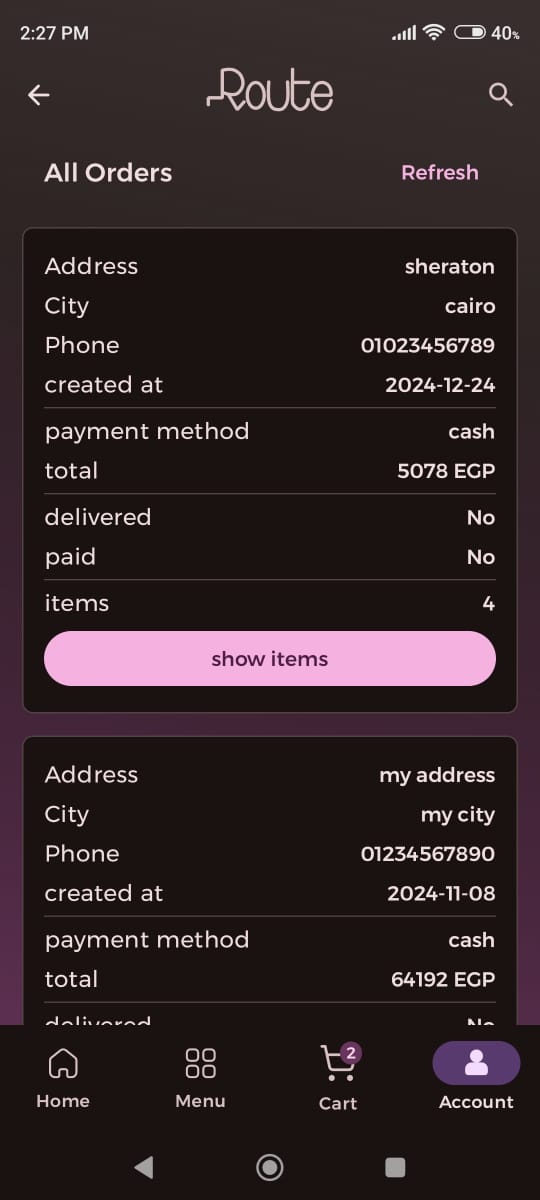 2:27 PM 40%
Route
All Orders Refresh
Address sheraton
City cairo
Phone 01023456789
created at 2024-12-24
payment method cash
total 5078 EGP
delivered No
paid No
items 4
show items
Address my address
City my city
Phone 01234567890
created at 2024-11-08
payment method cash
total 64192 EGP
delivered No
2
Home Menu Cart Account